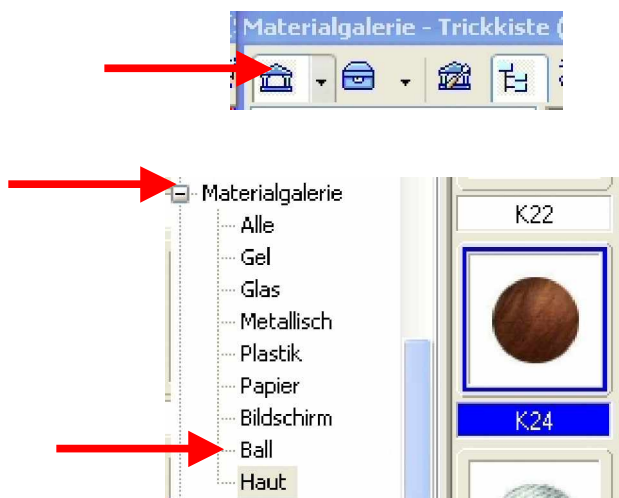 Materialgalerie - Trickkiste (
Materialgalerie
Alle
Gel
Glas
Metallisch
Plastik
Papier
Bildschirm
Ball
Haut
K22
K24